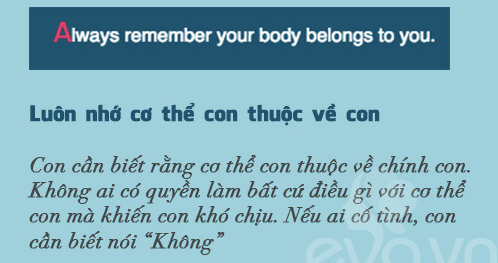 Always remember your body belongs to you.
Luôn nhớ cơ thể con thuộc về con
Con cần biết rằng cơ thể con thuộc về chính con.
Không ai có quyền làm bất cứ điều gì với cơ thể
con mà khiến con khó chịu. Nếu ai cố tình, con
cần biết nói “Không”
eva.vn